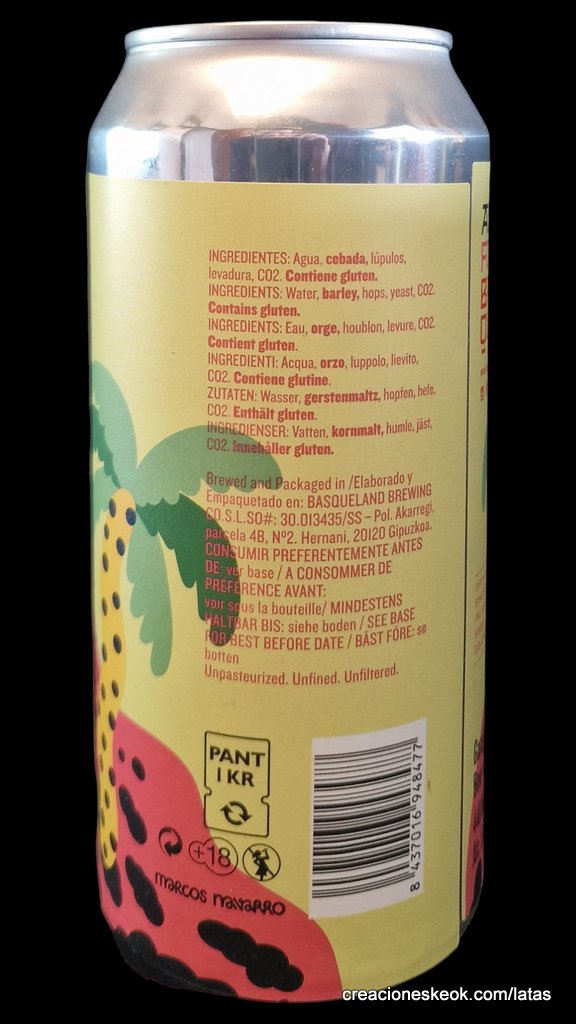 INGREDIENTES: Agua, cebada, lúpulos,
levadura, CO2. Contiene gluten.
INGREDIENTS: Water, barley, hops, yeast, CO2.
Contains gluten.
INGREDIENTS: Eau, orge, houblon, levure, CO2.
Contient gluten.
INGREDIENTI: Acqua, orzo, luppolo, lievito,
CO2. Contiene glutine.
ZUTATEN: Wasser, gerstenmaltz, hopfen, hefe,
CO2. Enthält gluten.
INGREDIENSER: Vatten, kornmalt, humle, jäst,
CO2. Innehåller gluten.
Brewed and Packaged in /Elaborado y
Empaquetado en: BASQUELAND BREWING
CO.S.L.SO#: 30.013435/SS – Pol. Akarregi,
parcela 4B, Nº2. Hernani, 20120 Gipuzkoa.
CONSUMIR PREFERENTEMENTE ANTES
DE: ver base / A CONSOMMER DE
PRÉFÉRENCE AVANT:
voir sous la bouteille/ MINDESTENS
HALTBAR BIS: siehe boden / SEE BASE
FOR BEST BEFORE DATE / BÄST FÖRE: se
botten
Unpasteurized. Unfined. Unfiltered.
PANT
1 KR
+18
marcos navarro
8 437016 948477
creacioneskeok.com/latas